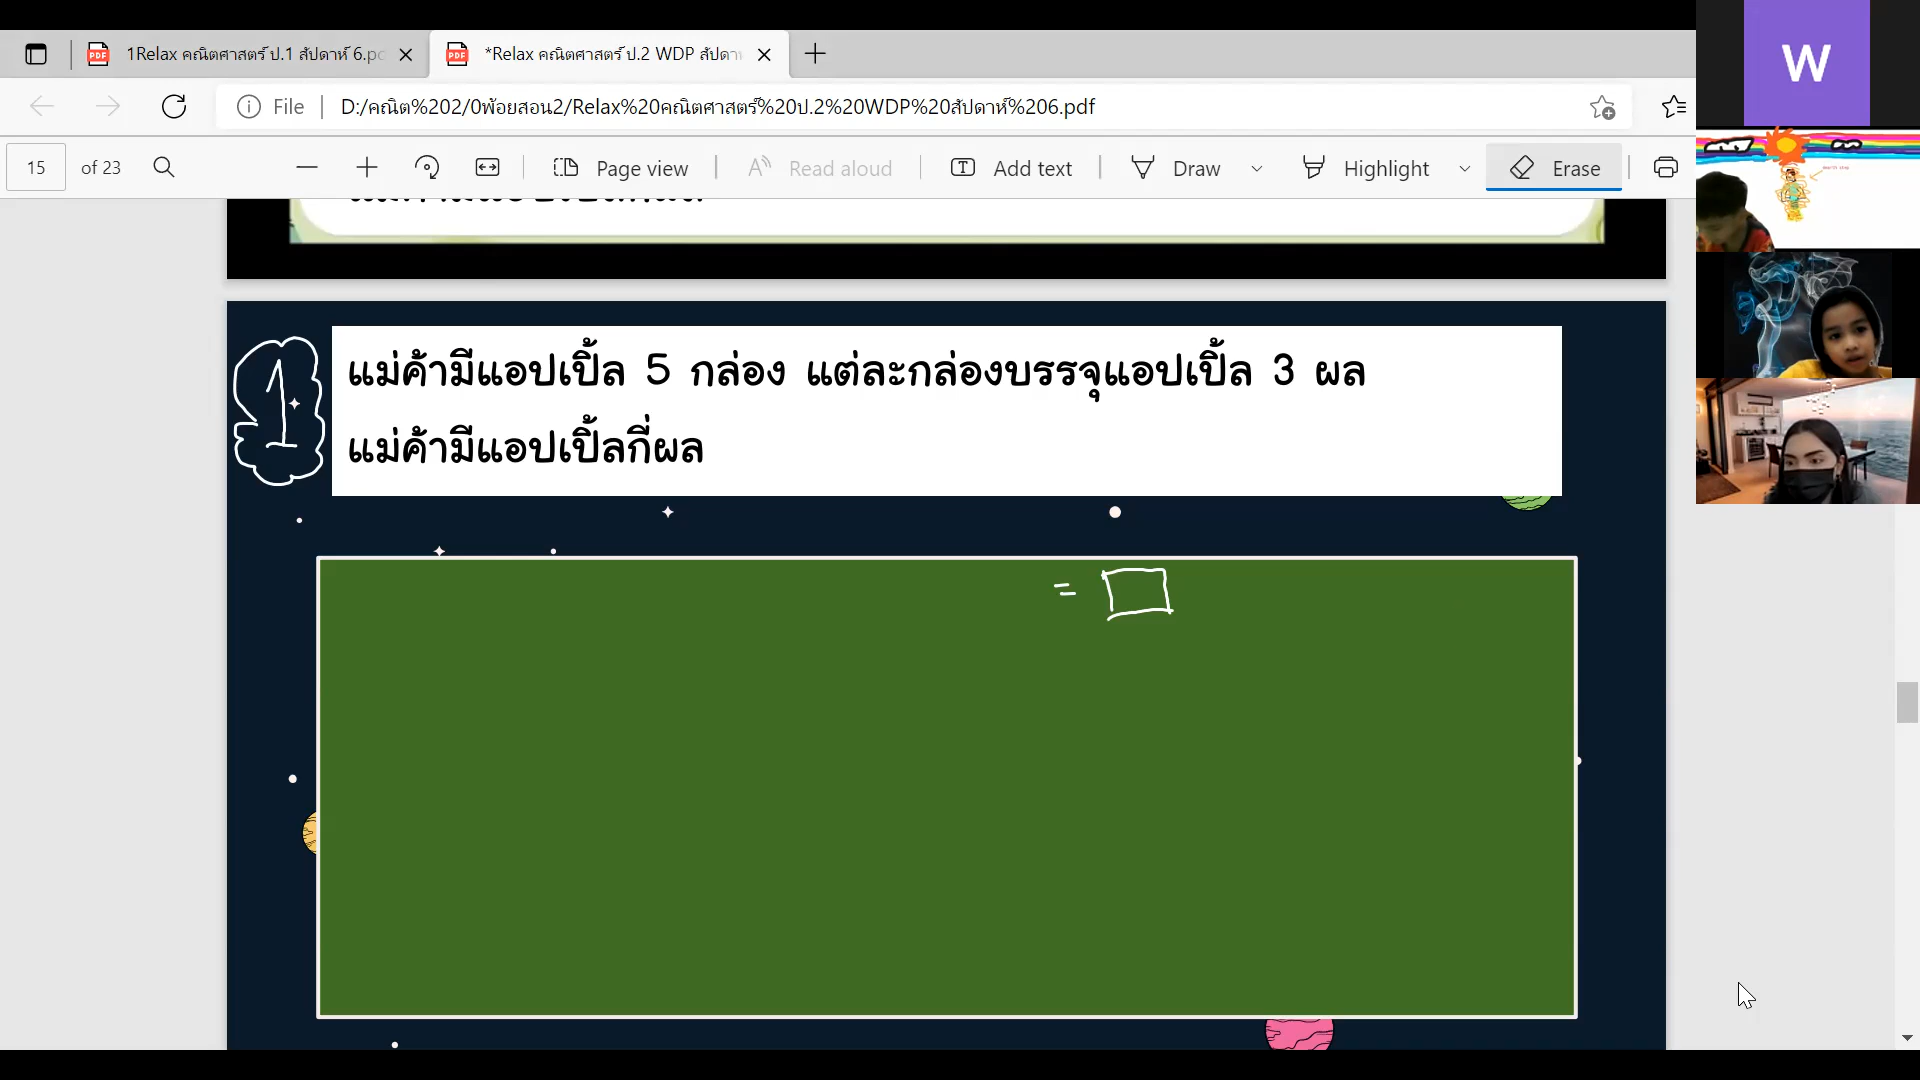 1Relax คณิตศาสตร์ ป.1 สัปดาห์ 6.pd
*Relax คณิตศาสตร์ ป.2 WDP สัปดา
File
D:/คณิต%202/0พ้อยสอน2/Relax%20คณิตศาสตร์%20ป.2%20WDP%20สัปดาห์%206.pdf
15 of 23
Page view
Read aloud
Add text
Draw
Highlight
Erase
W
1
แม่ค้ามีแอปเปิ้ล 5 กล่อง แต่ละกล่องบรรจุแอปเปิ้ล 3 ผล
แม่ค้ามีแอปเปิ้ลกี่ผล
=